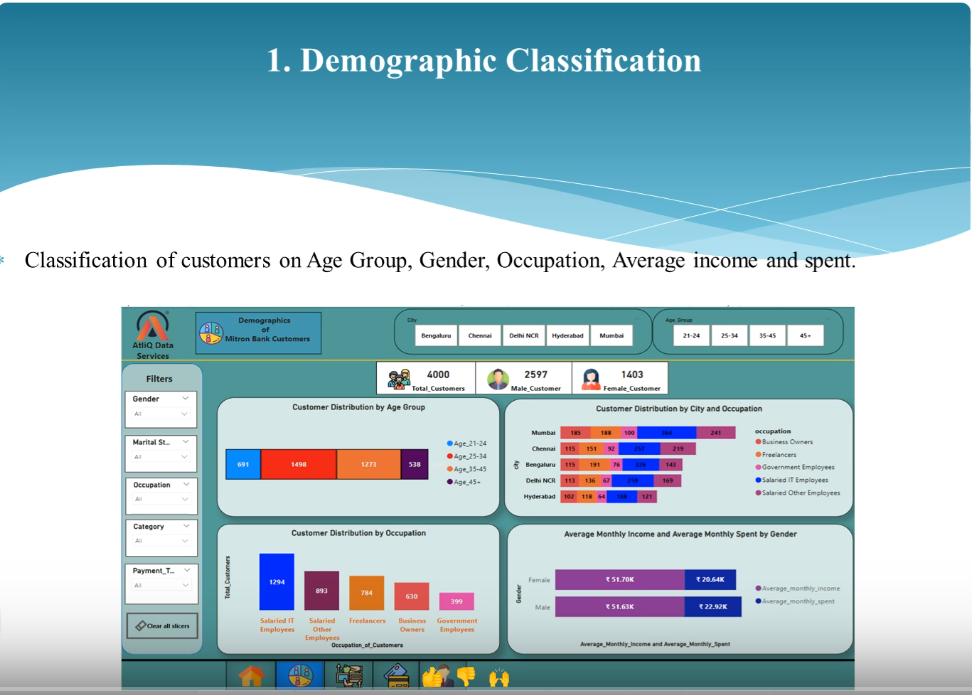 1. Demographic Classification
* Classification of customers on Age Group, Gender, Occupation, Average income and spent.
AtliQ Data
Services
Demographics
of
Mitron Bank Customers
City
Bengaluru Chennai Delhi NCR Hyderabad Mumbai
Age_Group
21-24 25-34 35-45 45+
4000
Total_Customers
2597
Male_Customer
1403
Female_Customer
Filters
Gender
All
Marital St...
All
Occupation
All
Category
All
Payment_T...
All
Clear all slicers
Customer Distribution by Age Group
691 1498 1273 538
Age_21-24
Age_25-34
Age_35-45
Age_45+
Customer Distribution by City and Occupation
city
Mumbai 185 188 100 241
Chennai 115 151 92 219
Bengaluru 115 191 76 143
Delhi NCR 113 136 67 169
Hyderabad 102 118 64 121
occupation
Business Owners
Freelancers
Government Employees
Salaried IT Employees
Salaried Other Employees
Customer Distribution by Occupation
Total_Customers
1294 893 784 630 399
Salaried IT
Employees
Salaried
Other
Employees
Freelancers
Business
Owners
Government
Employees
Occupation_of_Customers
Average Monthly Income and Average Monthly Spent by Gender
Gender
Female ₹ 51.70K ₹ 20.64K
Male ₹ 51.63K ₹ 22.92K
Average_monthly_income
Average_monthly_spent
Average_Monthly_Income and Average_Monthly_Spent